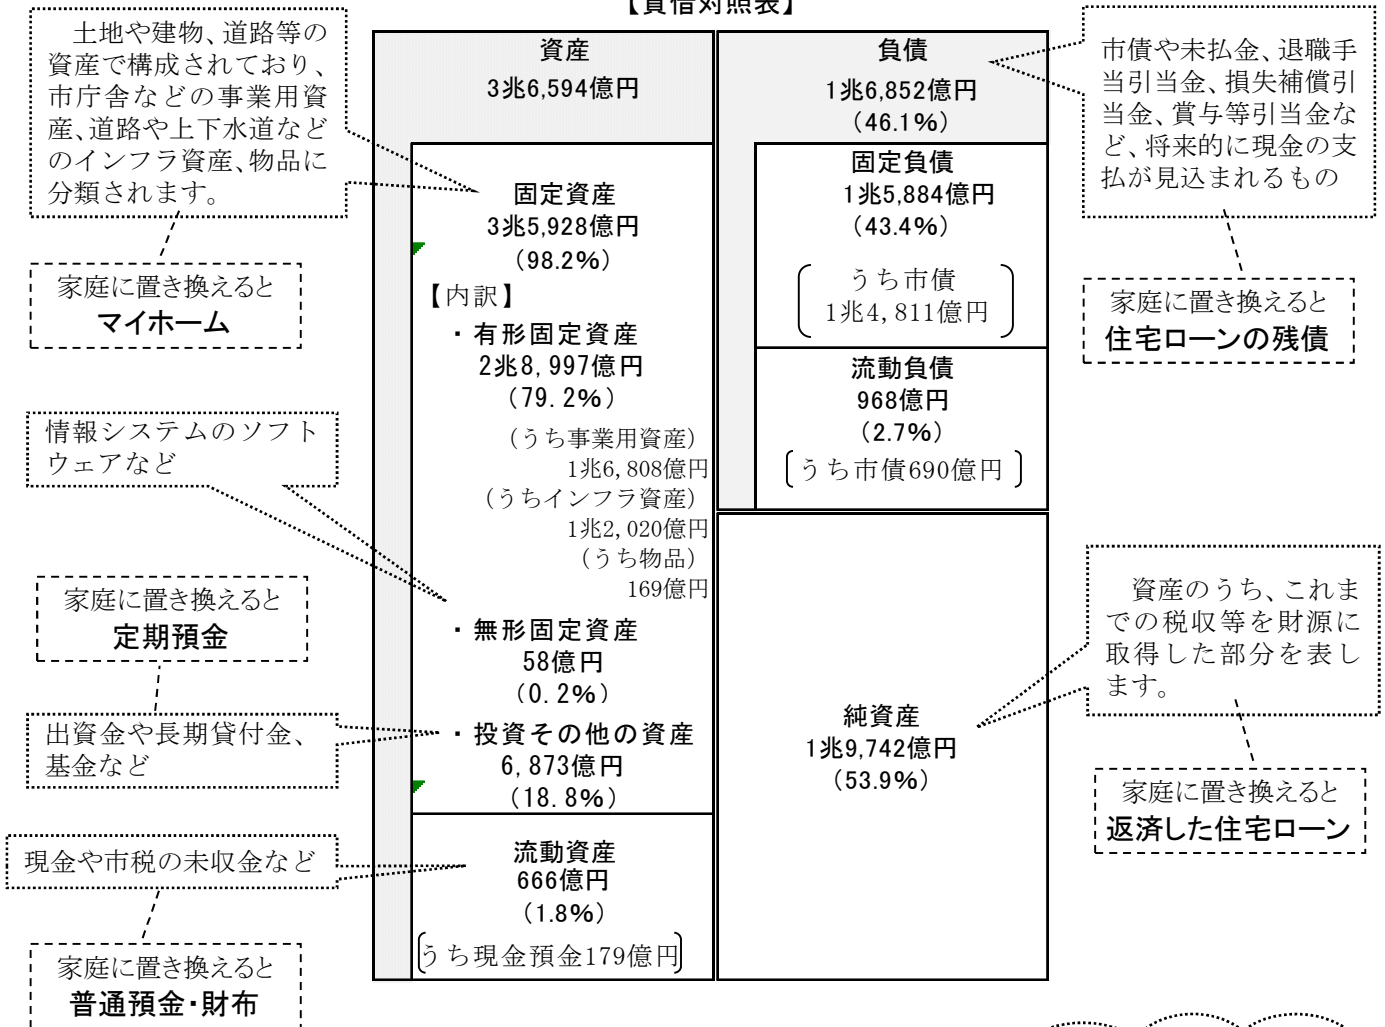 【貸借対照表】
土地や建物、道路等の
資産で構成されており、
市庁舎などの事業用資
産、道路や上下水道など
のインフラ資産、物品に
分類されます。
家庭に置き換えると
マイホーム
情報システムのソフト
ウェアなど
家庭に置き換えると
定期預金
出資金や長期貸付金、
基金など
現金や市税の未収金など
家庭に置き換えると
普通預金・財布
資産
3兆6,594億円
固定資産
3兆5,928億円
（98.2％）
【内訳】
・有形固定資産
2兆8,997億円
（79.2％）
（うち事業用資産）
1兆6,808億円
（うちインフラ資産）
1兆2,020億円
（うち物品）
169億円
・無形固定資産
58億円
（0.2％）
・投資その他の資産
6,873億円
（18.8％）
流動資産
666億円
（1.8％）
うち現金預金179億円
負債
1兆6,852億円
（46.1％）
固定負債
1兆5,884億円
（43.4％）
うち市債
1兆4,811億円
流動負債
968億円
（2.7％）
うち市債690億円
純資産
1兆9,742億円
（53.9％）
市債や未払金、退職手
当引当金、損失補償引
当金、賞与等引当金な
ど、将来的に現金の支
払が見込まれるもの
家庭に置き換えると
住宅ローンの残債
資産のうち、これま
での税収等を財源に
取得した部分を表し
ます。
家庭に置き換えると
返済した住宅ローン